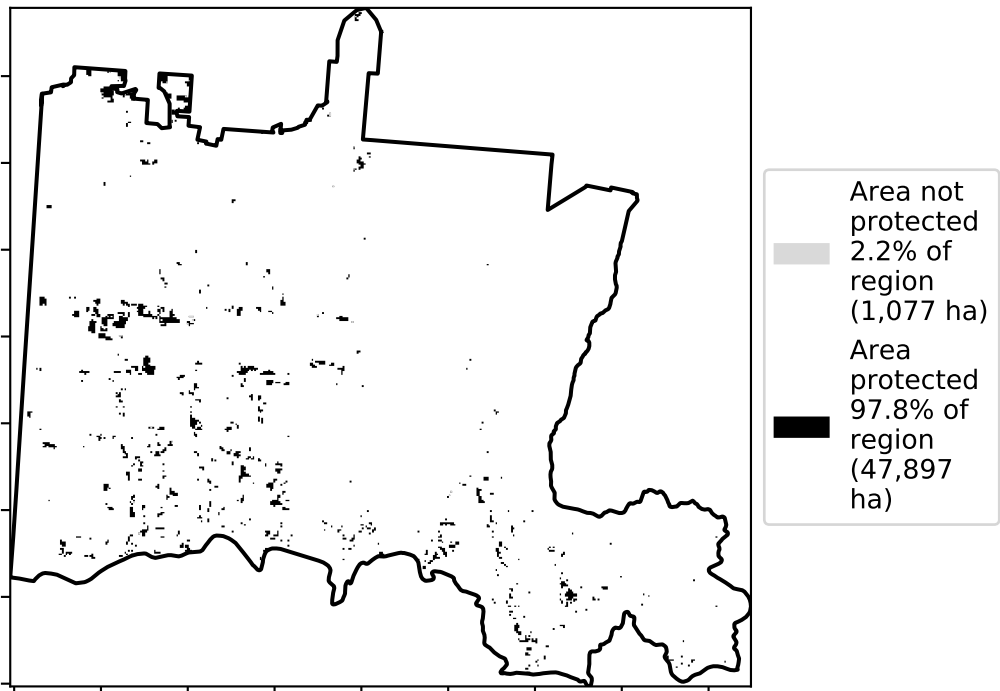 Area not
protected
2.2% of
region
(1,077 ha)
Area
protected
97.8% of
region
(47,897
ha)